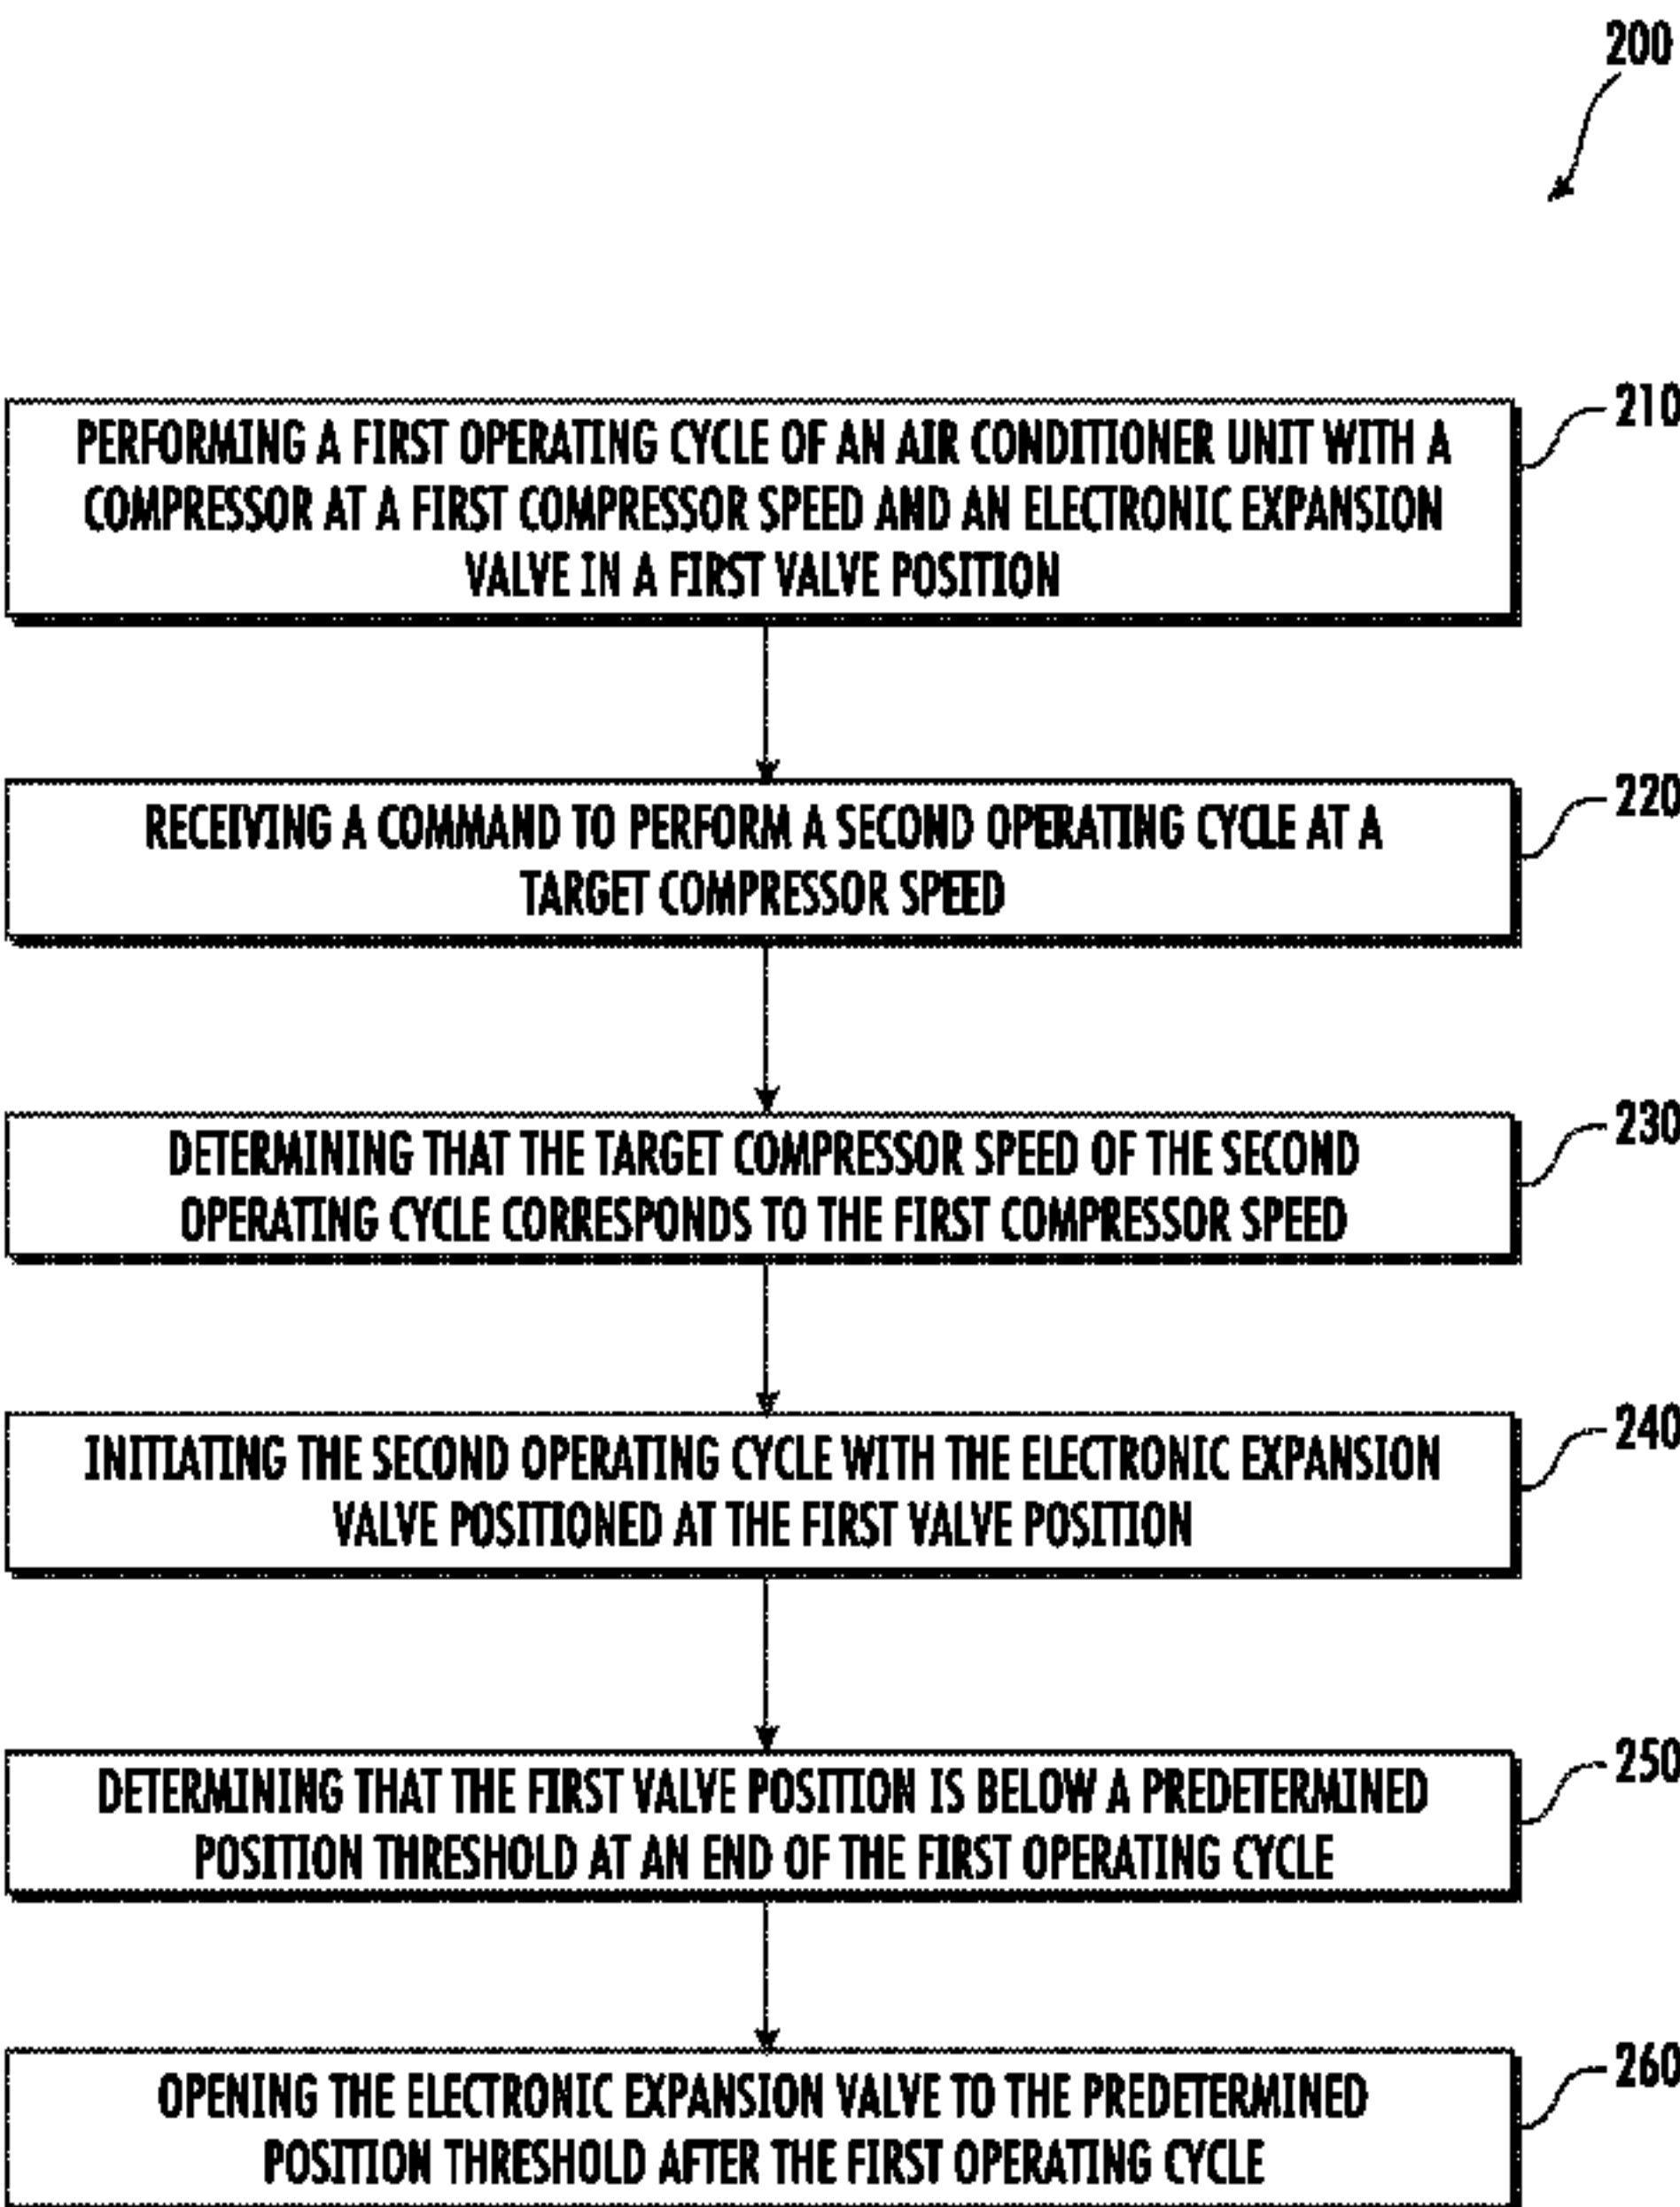 200
PERFORMING A FIRST OPERATING CYCLE OF AN AIR CONDITIONER UNIT WITH A
COMPRESSOR AT A FIRST COMPRESSOR SPEED AND AN ELECTRONIC EXPANSION
VALVE IN A FIRST VALVE POSITION
210
RECEIVING A COMMAND TO PERFORM A SECOND OPERATING CYCLE AT A
TARGET COMPRESSOR SPEED
220
DETERMINING THAT THE TARGET COMPRESSOR SPEED OF THE SECOND
OPERATING CYCLE CORRESPONDS TO THE FIRST COMPRESSOR SPEED
230
INITIATING THE SECOND OPERATING CYCLE WITH THE ELECTRONIC EXPANSION
VALVE POSITIONED AT THE FIRST VALVE POSITION
240
DETERMINING THAT THE FIRST VALVE POSITION IS BELOW A PREDETERMINED
POSITION THRESHOLD AT AN END OF THE FIRST OPERATING CYCLE
250
OPENING THE ELECTRONIC EXPANSION VALVE TO THE PREDETERMINED
POSITION THRESHOLD AFTER THE FIRST OPERATING CYCLE
260